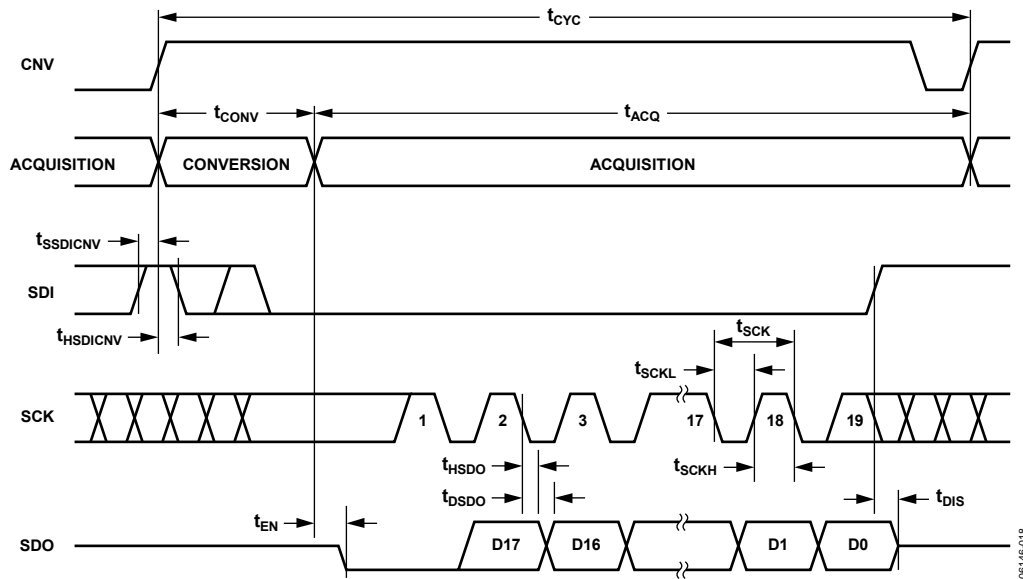 tCYC
CNV
tCONV
tACQ
ACQUISITION
CONVERSION
ACQUISITION
tSSDICNV
SDI
tHSDICNV
tSCK
tSCKL
SCK
1
2
3
17
18
19
tHSDO
tSCKH
tDSDO
tEN
tDIS
SDO
D17
D16
D1
D0
06146-018